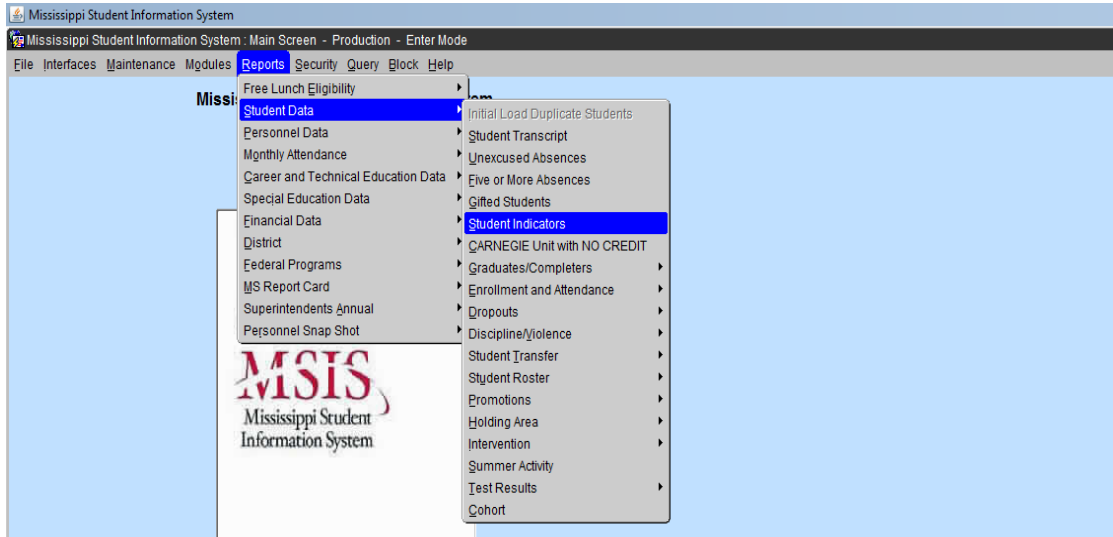 Mississippi Student Information System
Mississippi Student Information System : Main Screen - Production - Enter Mode
File Interfaces Maintenance Modules Reports Security Query Block Help
Free Lunch Eligibility
Student Data
Personnel Data
Monthly Attendance
Career and Technical Education Data
Special Education Data
Financial Data
District
Federal Programs
MS Report Card
Superintendents Annual
Personnel Snap Shot
Initial Load Duplicate Students
Student Transcript
Unexcused Absences
Five or More Absences
Gifted Students
Student Indicators
CARNEGIE Unit with NO CREDIT
Graduates/Completers
Enrollment and Attendance
Dropouts
Discipline/Violence
Student Transfer
Student Roster
Promotions
Holding Area
Intervention
Summer Activity
Test Results
Cohort
MSIS
Mississippi Student
Information System